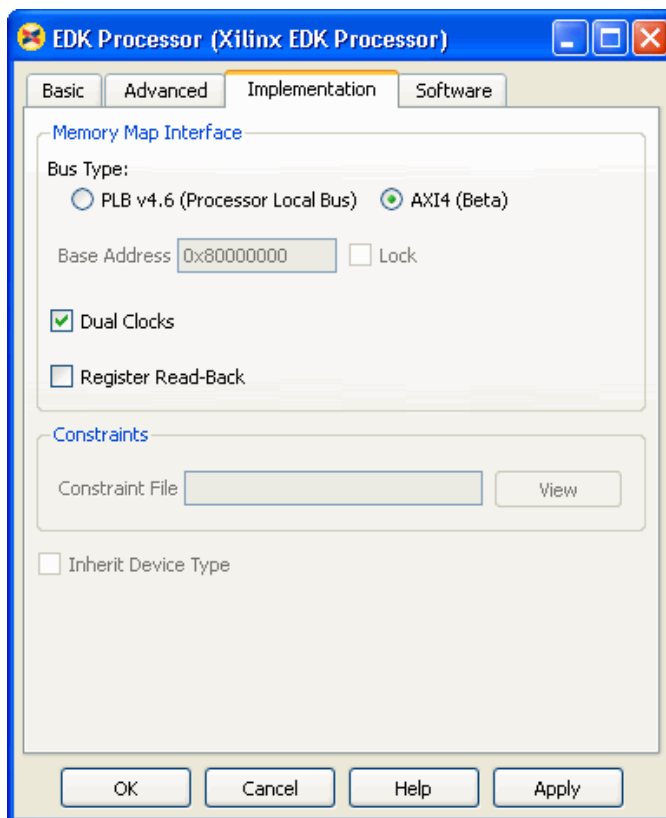 EDK Processor (Xilinx EDK Processor)
Basic Advanced Implementation Software
Memory Map Interface
Bus Type:
PLB v4.6 (Processor Local Bus) AXI4 (Beta)
Base Address 0x80000000 Lock
Dual Clocks
Register Read-Back
Constraints
Constraint File View
Inherit Device Type
OK Cancel Help Apply